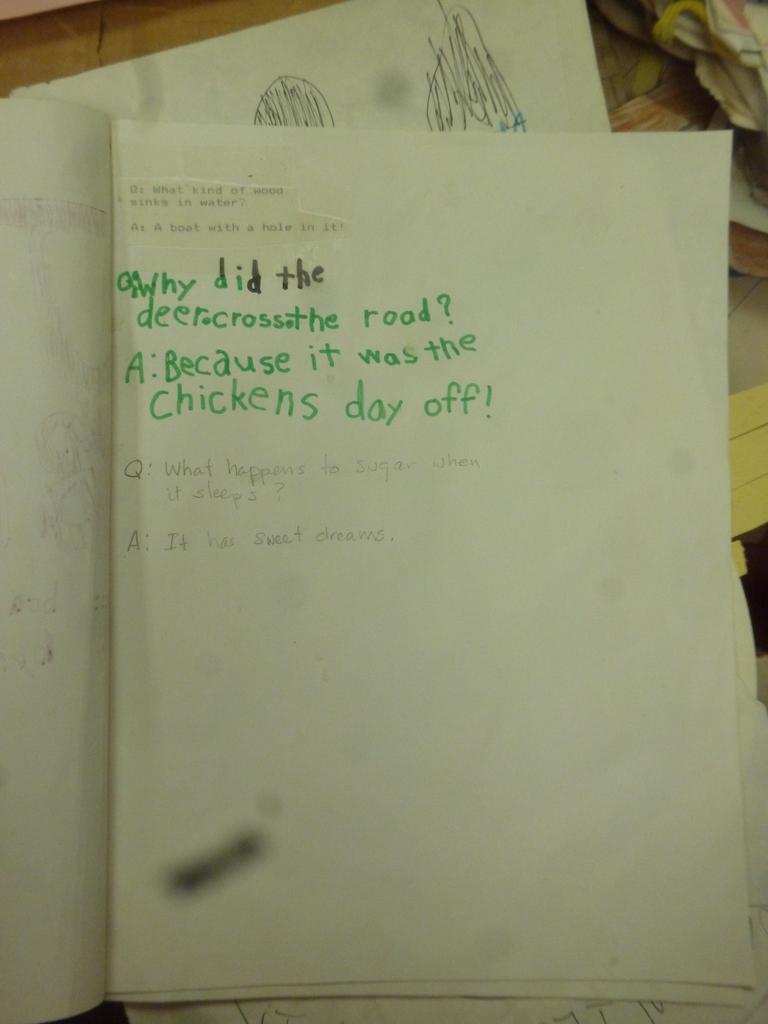 Q: What kind of wood
sinks in water?
A: A boat with a hole in it!
Q: Why did the
deer.cross.the road?
A: Because it was the
chickens day off!
Q: What happens to sugar when
it sleeps?
A: It has sweet dreams.